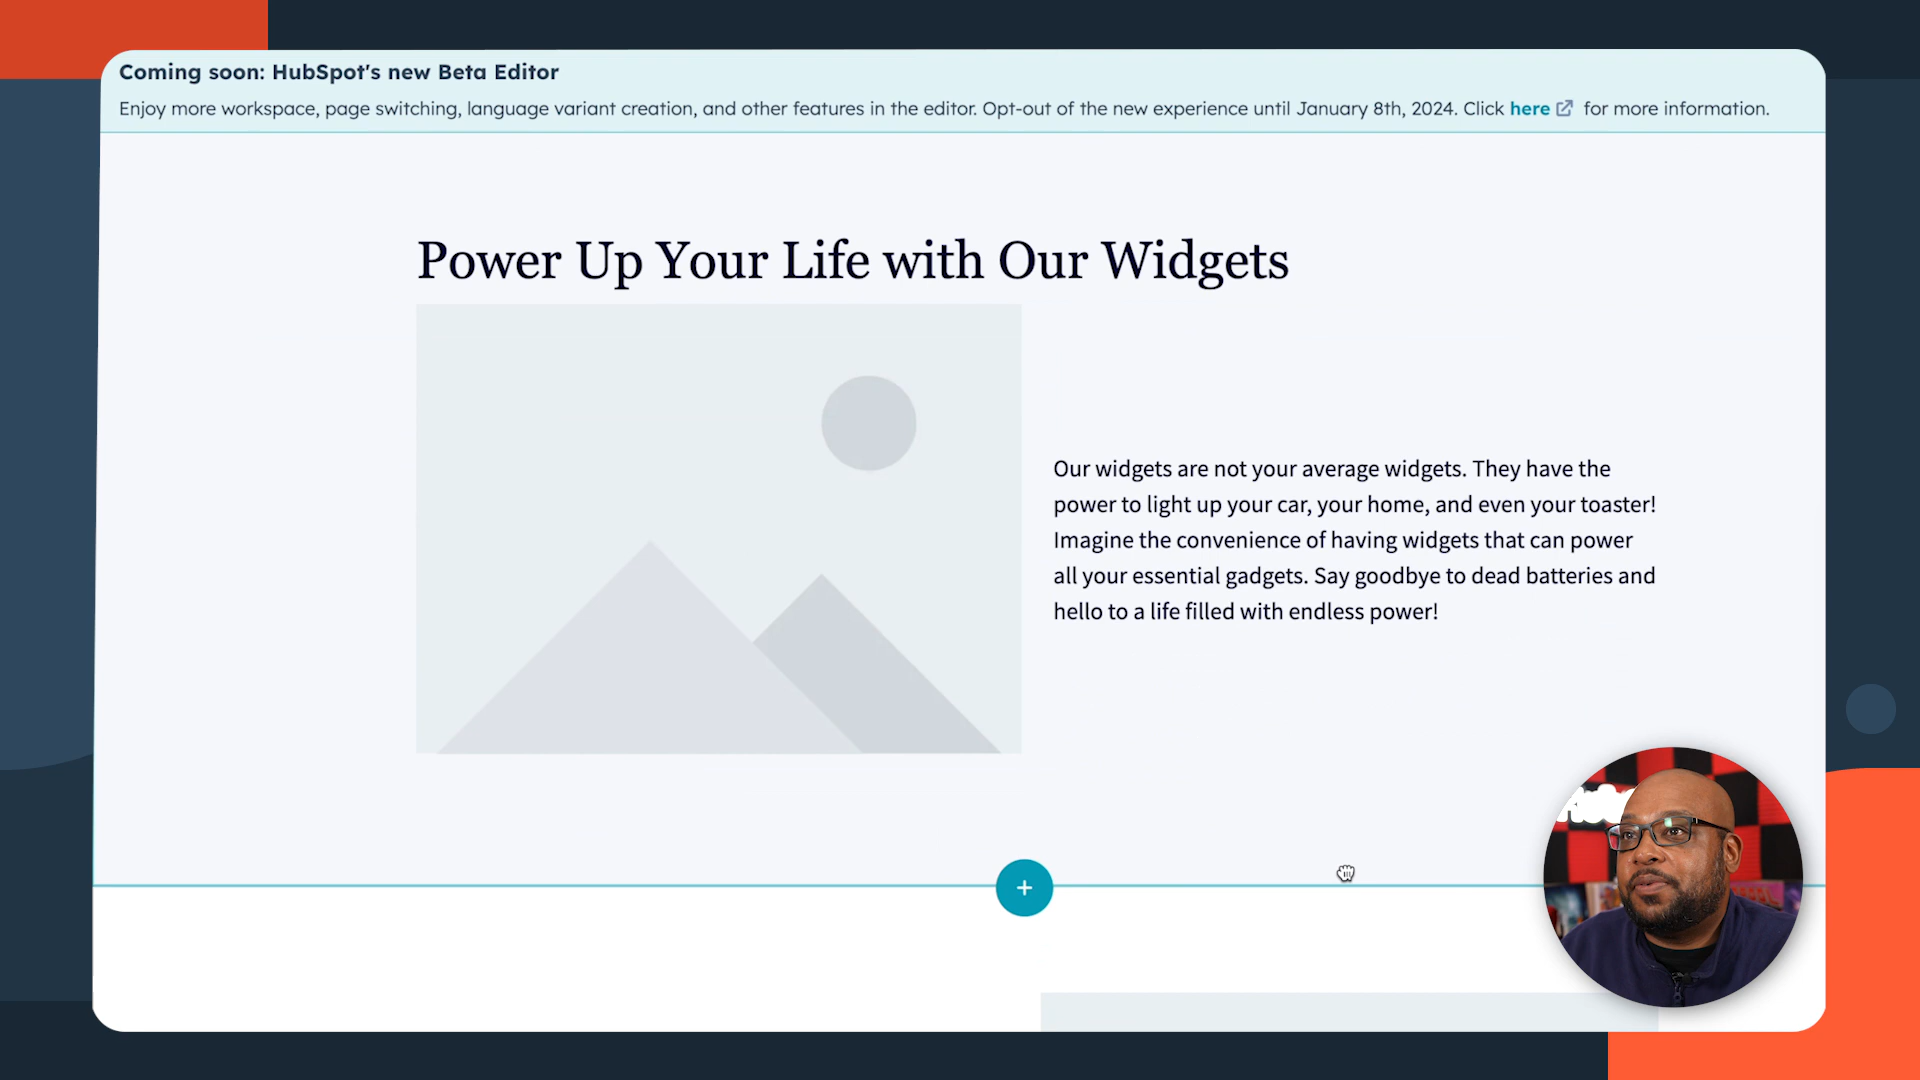 Coming soon: HubSpot's new Beta Editor
Enjoy more workspace, page switching, language variant creation, and other features in the editor. Opt-out of the new experience until January 8th, 2024. Click here for more information.
Power Up Your Life with Our Widgets
Our widgets are not your average widgets. They have the
power to light up your car, your home, and even your toaster!
Imagine the convenience of having widgets that can power
all your essential gadgets. Say goodbye to dead batteries and
hello to a life filled with endless power!